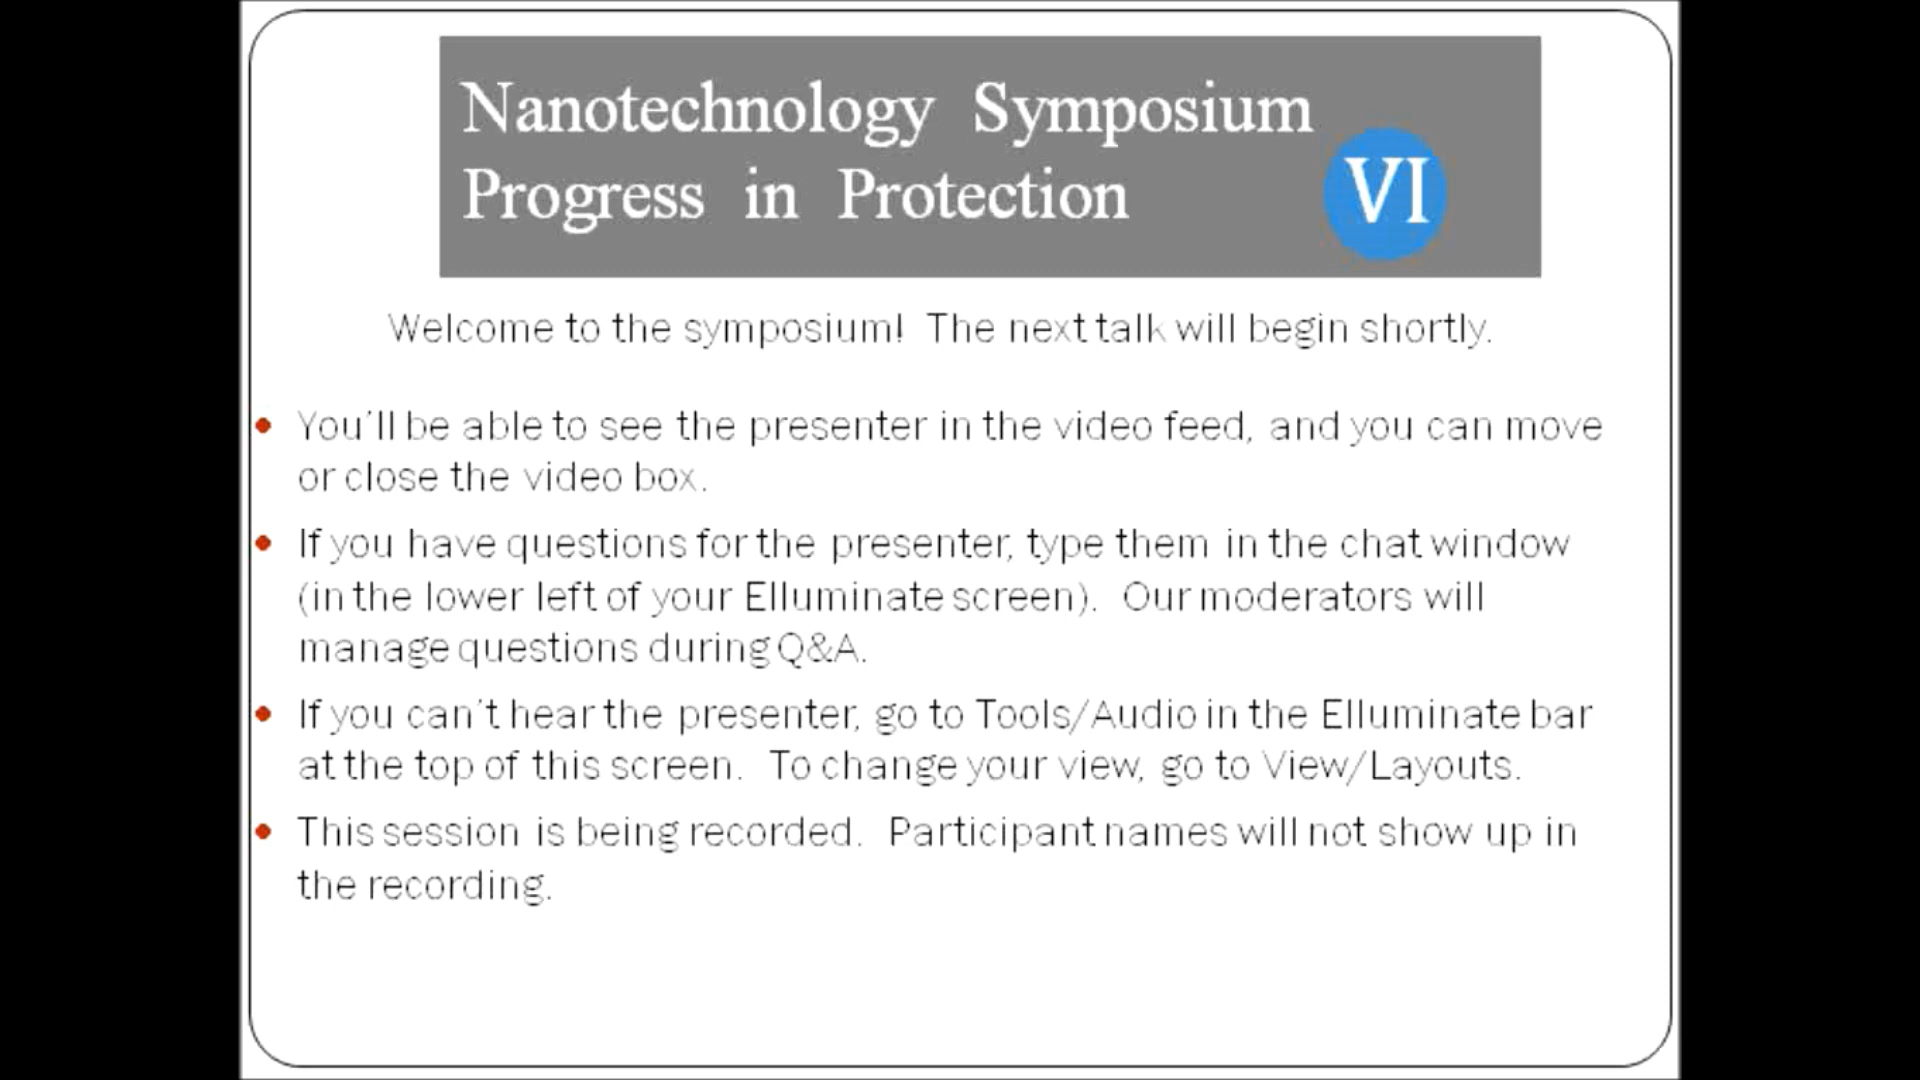 Nanotechnology Symposium
Progress in Protection
VI
Welcome to the symposium! The next talk will begin shortly.
• You'll be able to see the presenter in the video feed, and you can move
or close the video box.
• If you have questions for the presenter, type them in the chat window
(in the lower left of your Elluminate screen). Our moderators will
manage questions during Q&A.
• If you can't hear the presenter, go to Tools/Audio in the Elluminate bar
at the top of this screen. To change your view, go to View/Layouts.
• This session is being recorded. Participant names will not show up in
the recording.